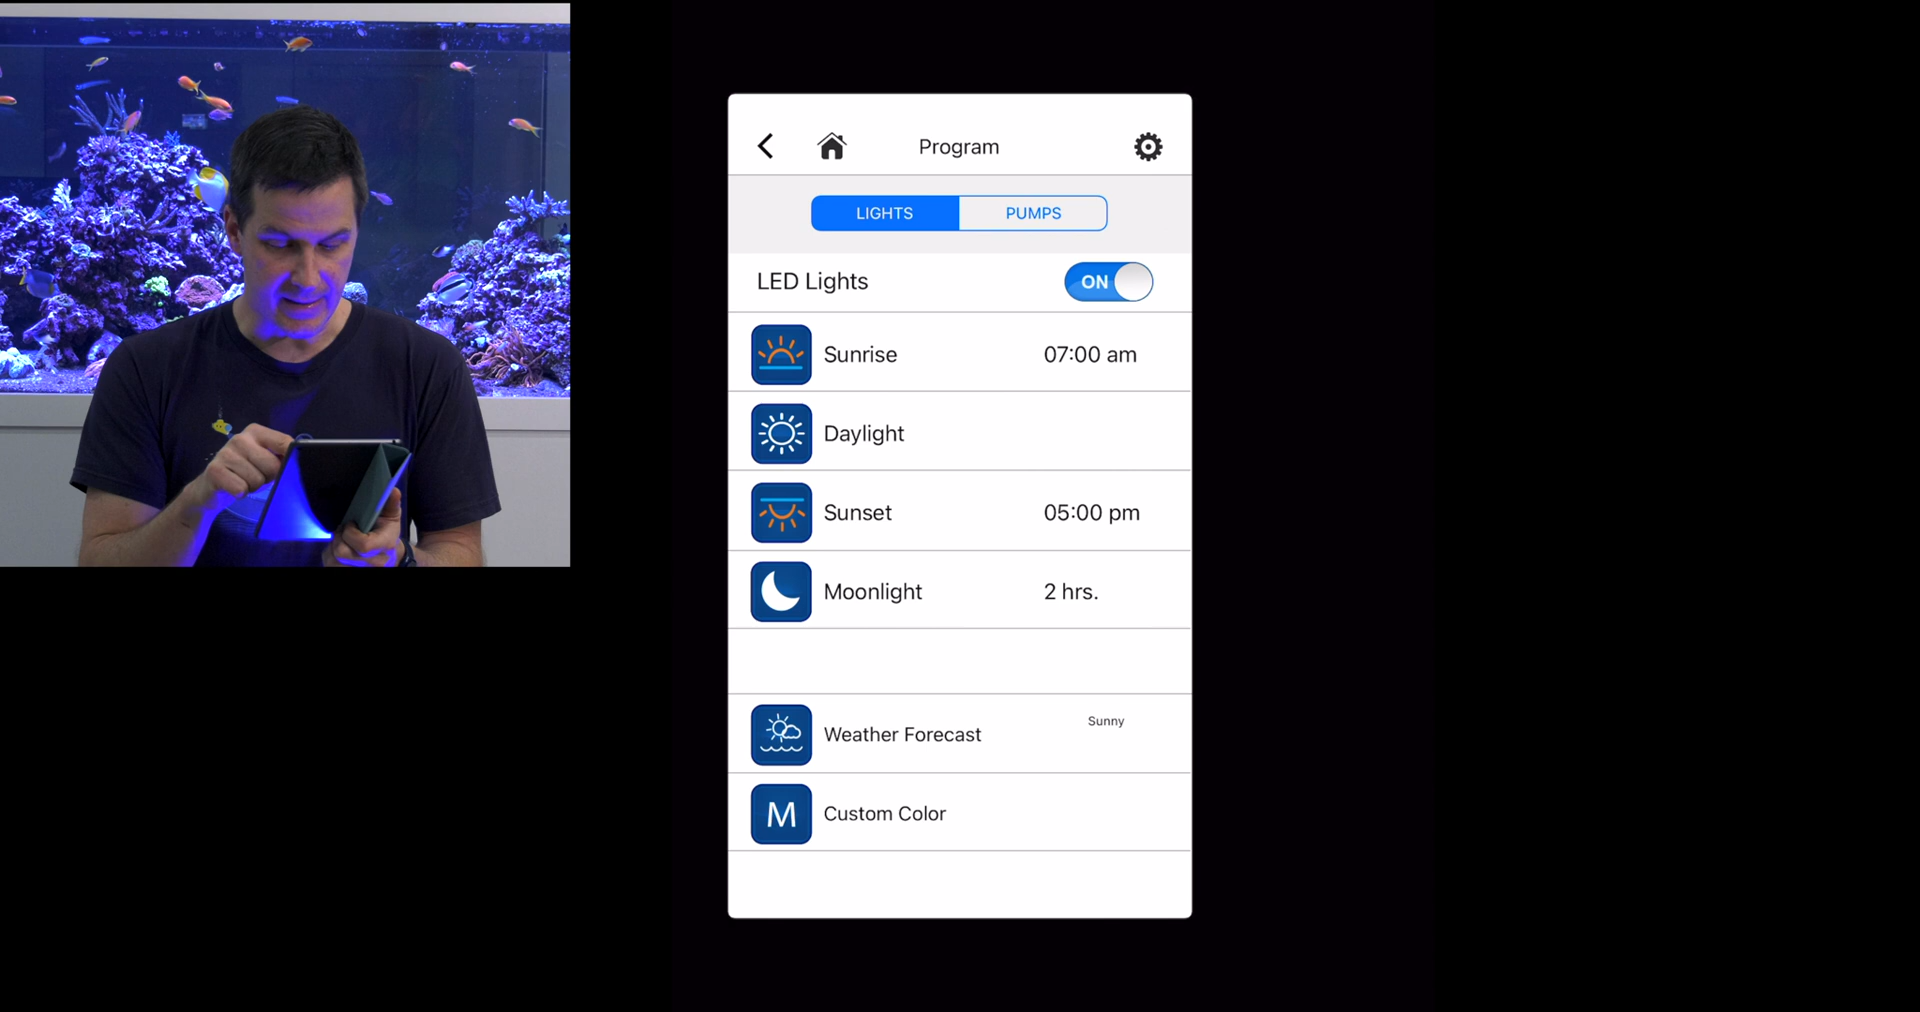 Program
LIGHTS PUMPS
LED Lights ON
Sunrise 07:00 am
Daylight
Sunset 05:00 pm
Moonlight 2 hrs.
Weather Forecast Sunny
M Custom Color